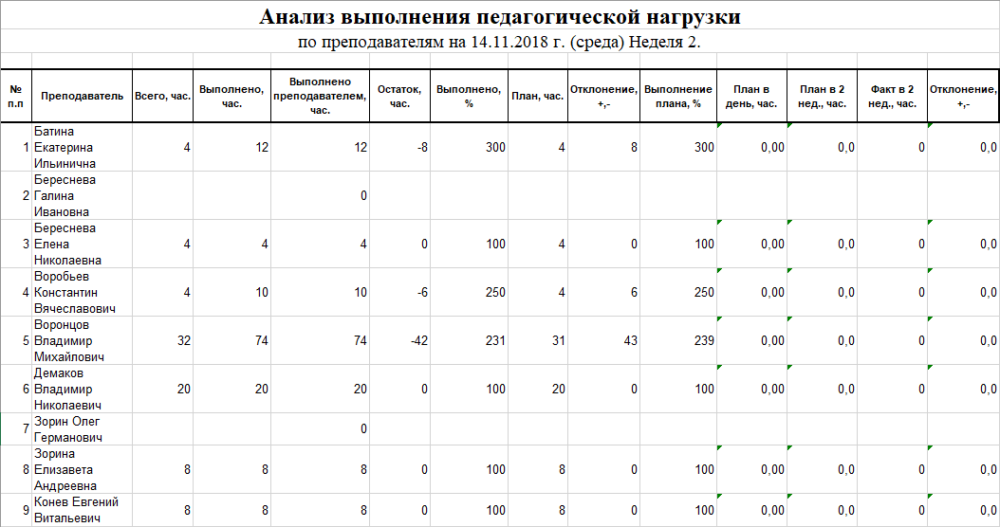 Анализ выполнения педагогической нагрузки
по преподавателям на 14.11.2018 г. (среда) Неделя 2.
№ п.п Преподаватель Всего, час. Выполнено, час. Выполнено преподавателем, час. Остаток, час. Выполнено, % План, час. Отклонение, +,- Выполнение плана, % План в день, час. План в 2 нед., час. Факт в 2 нед., час. Отклонение, +,-
1 Батина Екатерина Ильинична 4 12 12 -8 300 4 8 300 0,00 0,0 0 0,0
2 Береснева Галина Ивановна 0
3 Береснева Елена Николаевна 4 4 4 0 100 4 0 100 0,00 0,0 0 0,0
4 Воробьев Константин Вячеславович 4 10 10 -6 250 4 6 250 0,00 0,0 0 0,0
5 Воронцов Владимир Михайлович 32 74 74 -42 231 31 43 239 0,00 0,0 0 0,0
6 Демаков Владимир Николаевич 20 20 20 0 100 20 0 100 0,00 0,0 0 0,0
7 Зорин Олег Германович 0
8 Зорина Елизавета Андреевна 8 8 8 0 100 8 0 100 0,00 0,0 0 0,0
9 Конев Евгений Витальевич 8 8 8 0 100 8 0 100 0,00 0,0 0 0,0